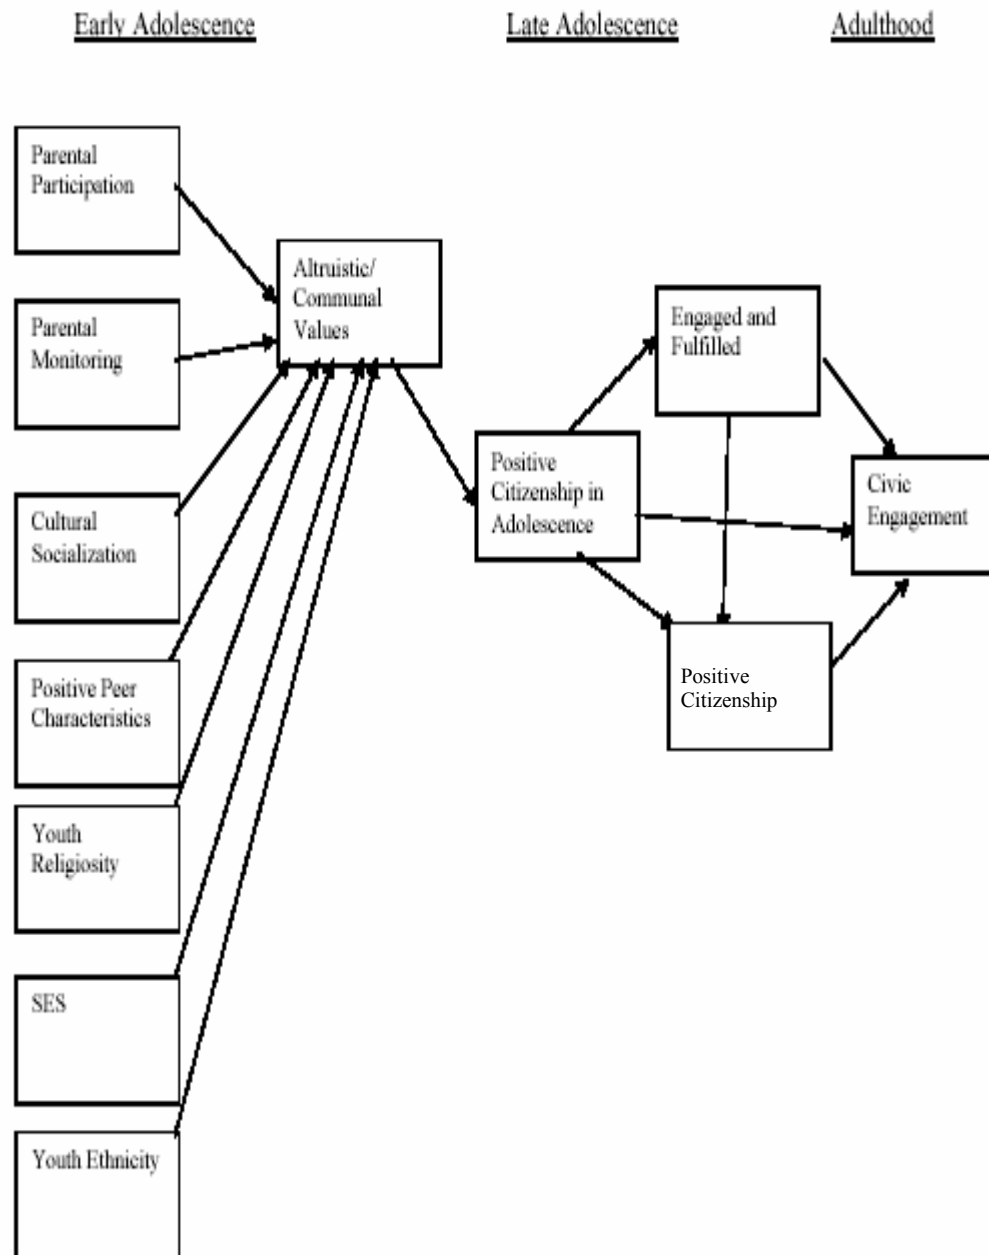 Early Adolescence
Late Adolescence
Adulthood
Parental
Participation
Altruistic/
Communal
Values
Parental
Monitoring
Engaged and
Fulfilled
Positive
Citizenship in
Adolescence
Civic
Engagement
Cultural
Socialization
Positive Peer
Characteristics
Positive
Citizenship
Youth
Religiosity
SES
Youth Ethnicity